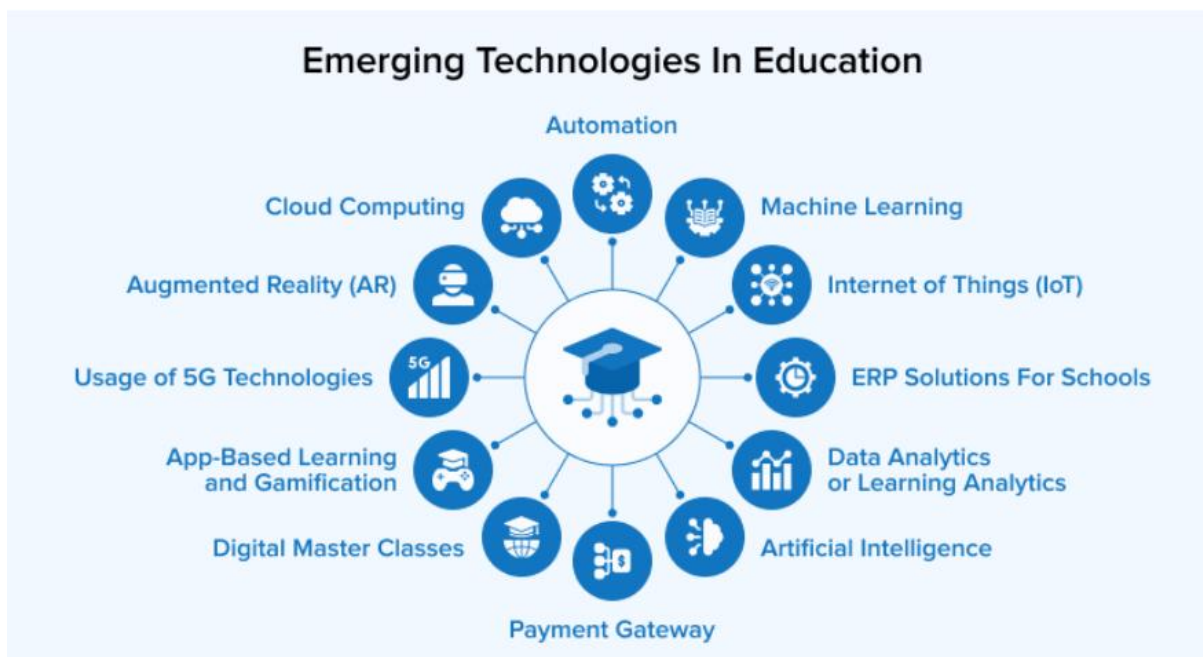 Emerging Technologies In Education
Automation
Cloud Computing
Machine Learning
Augmented Reality (AR)
Internet of Things (IoT)
5G
Usage of 5G Technologies
ERP Solutions For Schools
App-Based Learning
and Gamification
Data Analytics
or Learning Analytics
Digital Master Classes
$
Artificial Intelligence
Payment Gateway